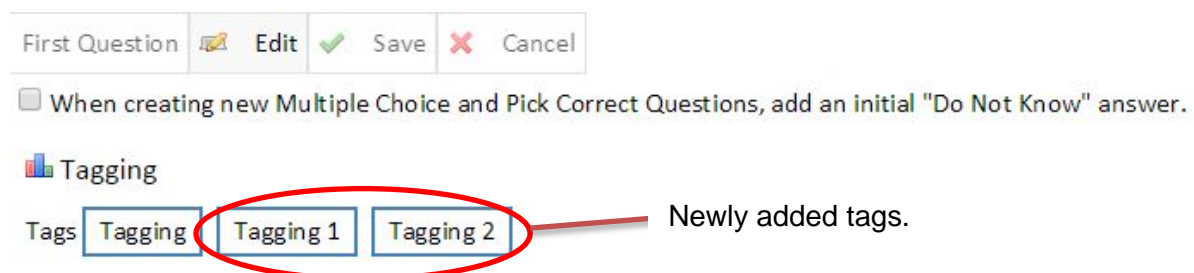 First Question Edit Save Cancel
When creating new Multiple Choice and Pick Correct Questions, add an initial "Do Not Know" answer.
Tagging
Tags Tagging Tagging 1 Tagging 2 Newly added tags.